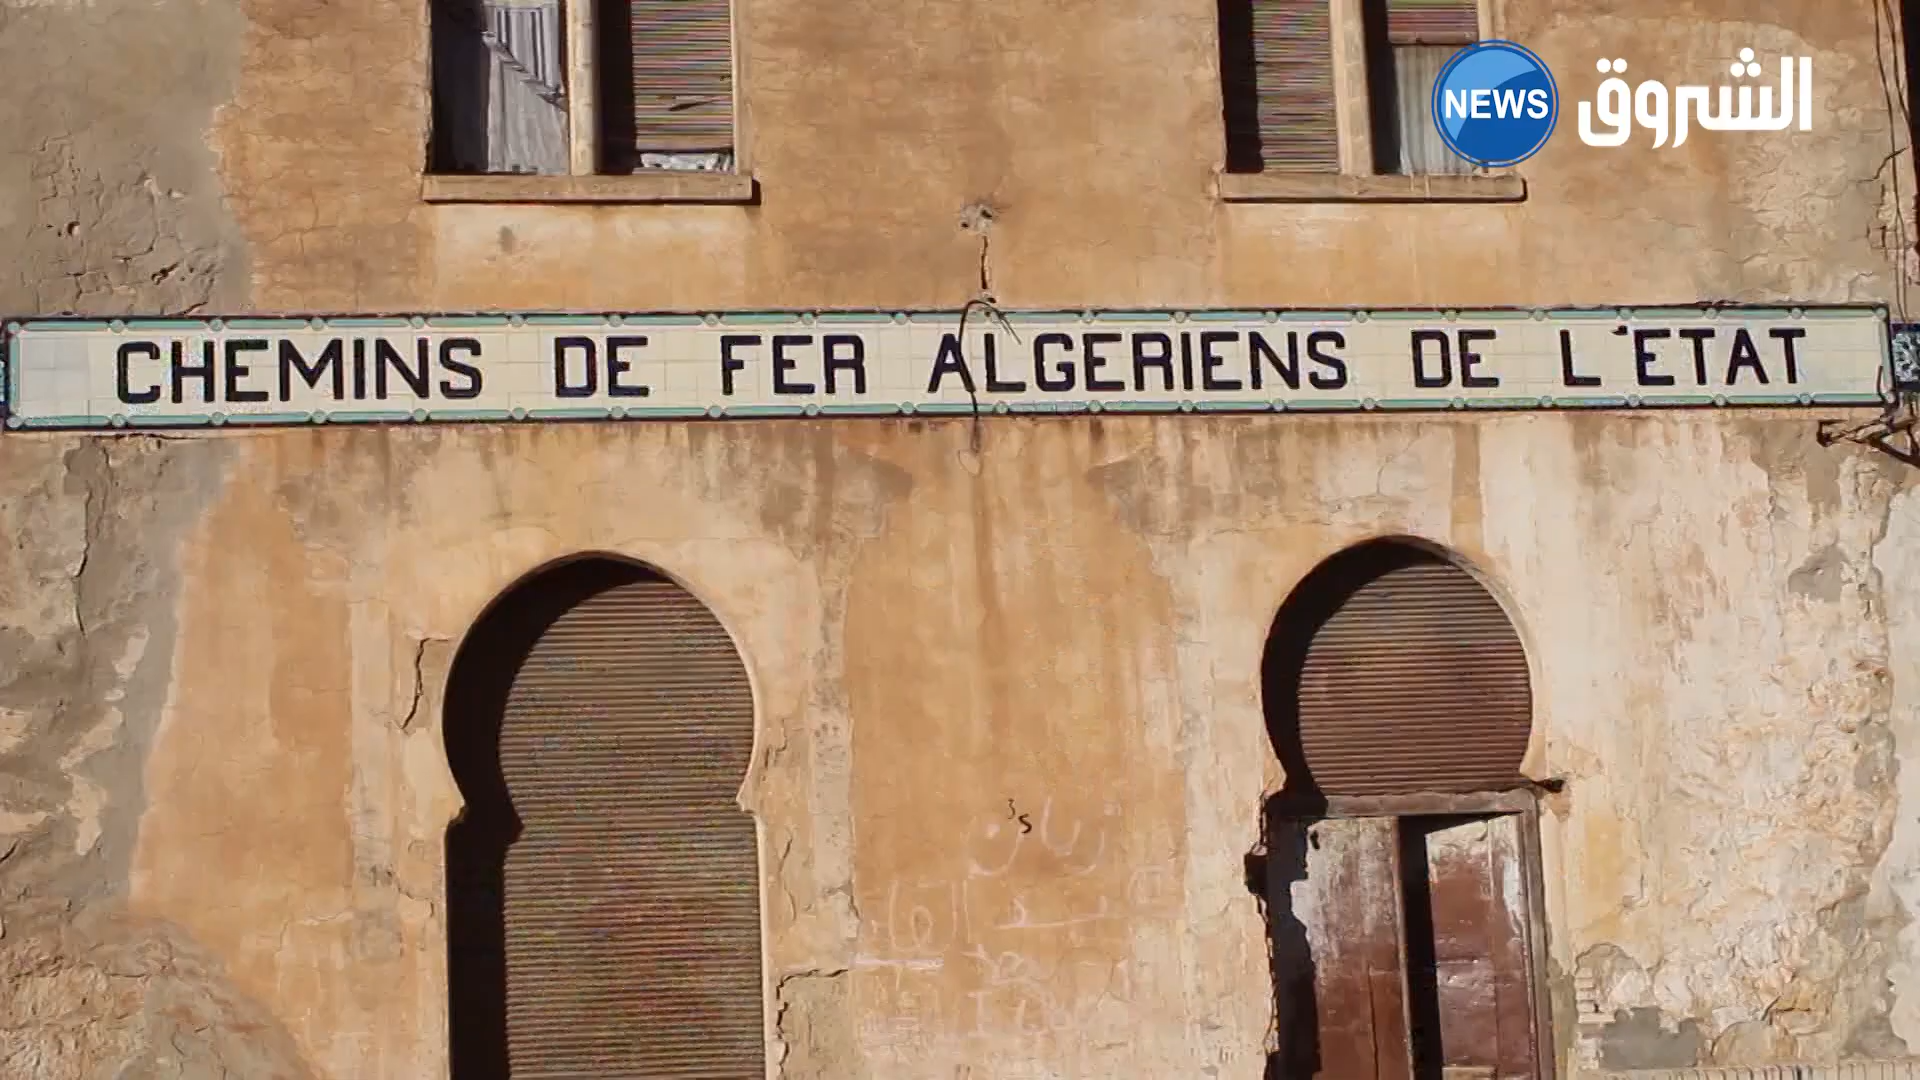 NEWS الشروق
CHEMINS DE FER ALGERIENS DE L'ETAT